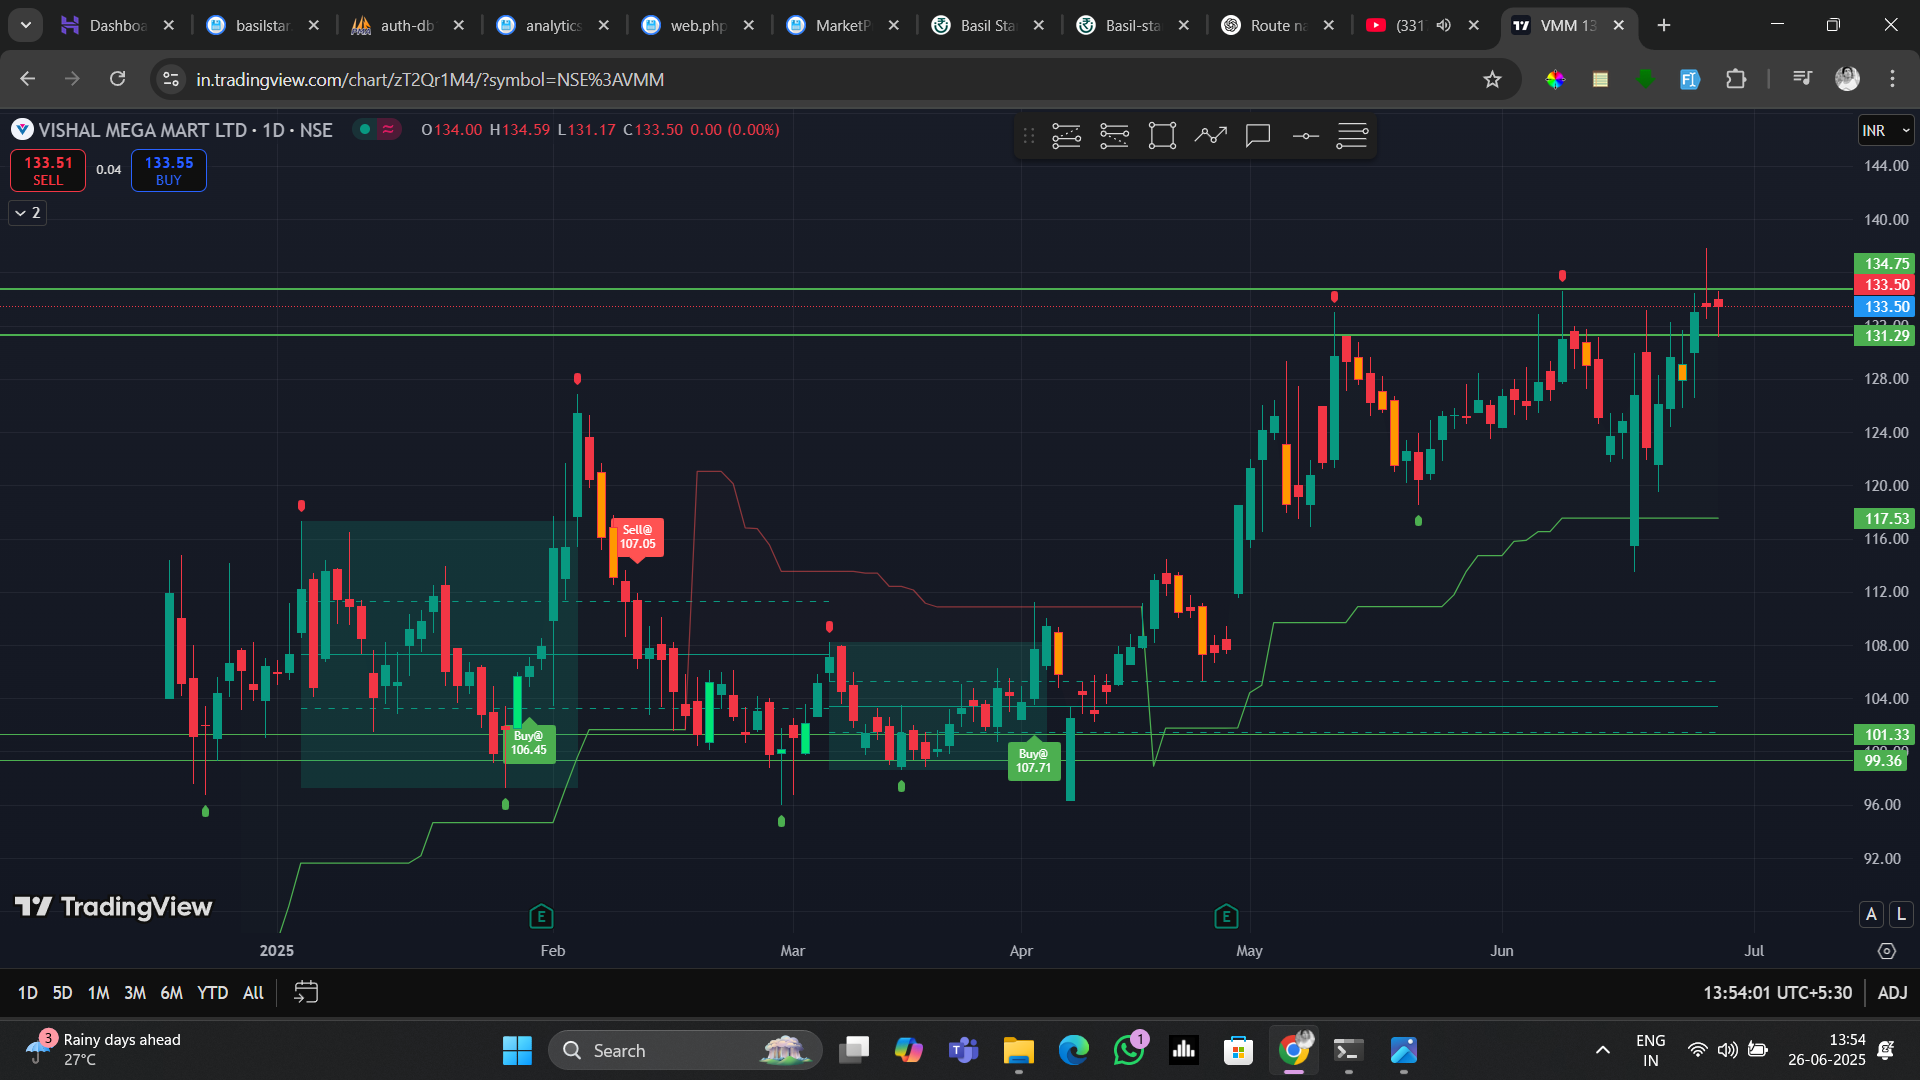 Dashboa
basilstar.
auth-db
analytics
web.php
MarketP
Basil Sta
Basil-sta
Route na
(331
VMM 13
in.tradingview.com/chart/zT2Qr1M4/?symbol=NSE%3AVMM
VISHAL MEGA MART LTD · 1D · NSE
O134.00 H134.59 L131.17 C133.50 0.00 (0.00%)
INR
133.51
SELL
0.04
133.55
BUY
2
144.00
140.00
134.75
133.50
133.50
131.29
128.00
124.00
120.00
117.53
116.00
112.00
108.00
104.00
101.33
99.36
96.00
92.00
Sell@
107.05
Buy@
106.45
Buy@
107.71
TradingView
E
E
A
L
2025
Feb
Mar
Apr
May
Jun
Jul
1D 5D 1M 3M 6M YTD All
13:54:01 UTC+5:30
ADJ
3
Rainy days ahead
27°C
Search
1
ENG
IN
13:54
26-06-2025